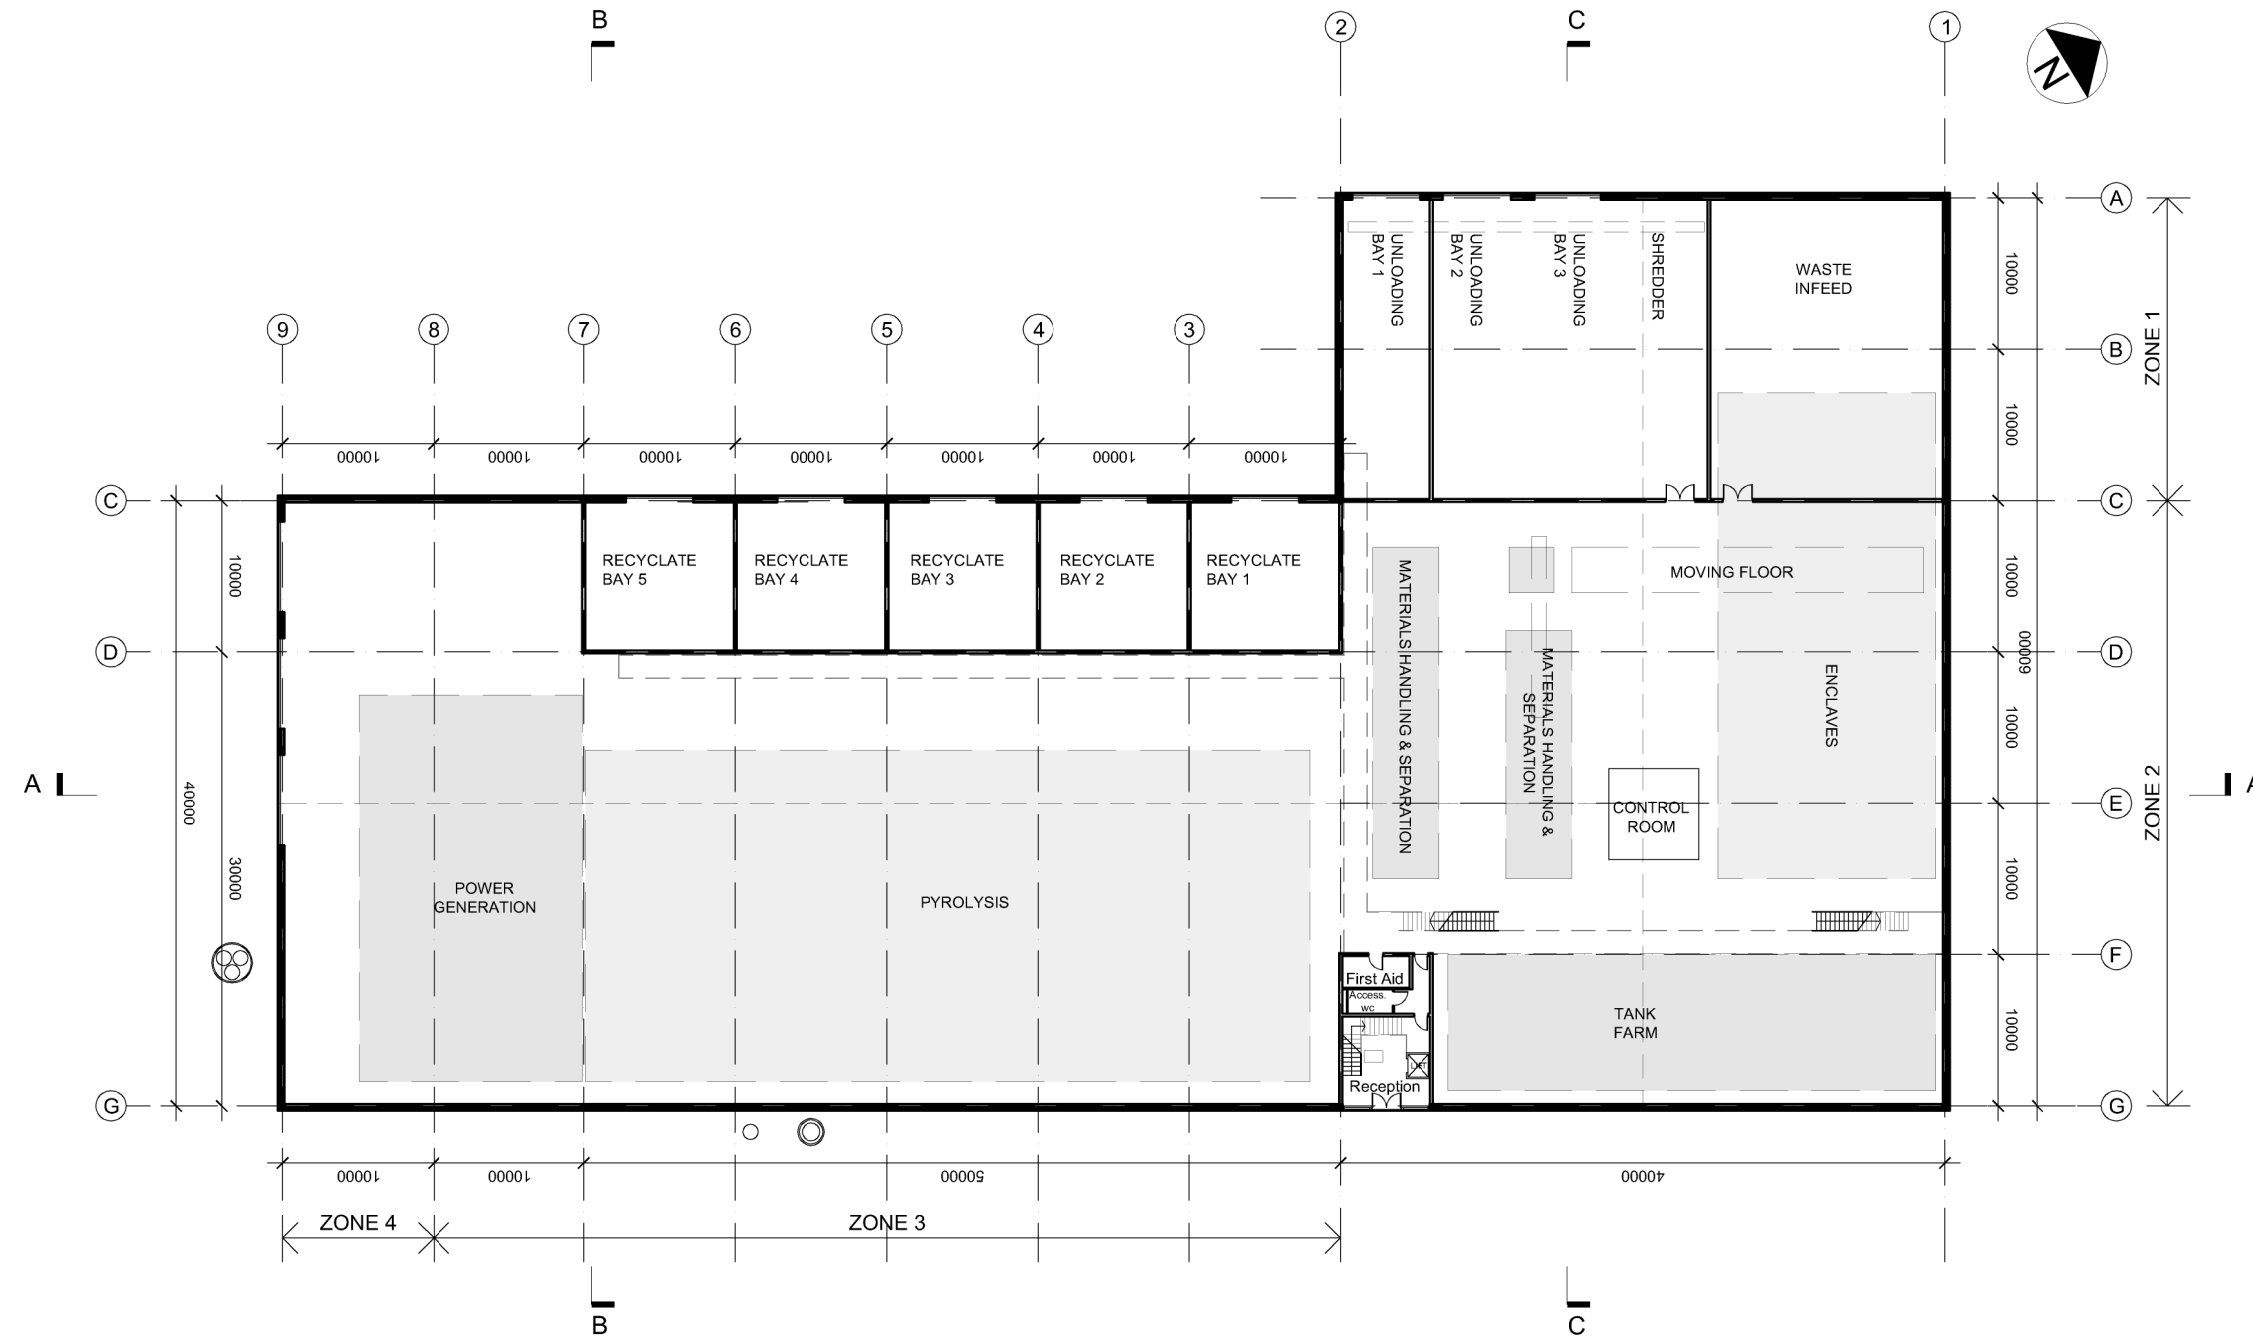 B
2
C
1
N
A
UNLOADING
BAY 1
UNLOADING
BAY 2
UNLOADING
BAY 3
SHREDDER
WASTE
INFEED
10000
ZONE 1
9
8
7
6
5
4
3
B
10000
10000
10000
10000
10000
10000
10000
10000
C
C
10000
RECYCLATE
BAY 5
RECYCLATE
BAY 4
RECYCLATE
BAY 3
RECYCLATE
BAY 2
RECYCLATE
BAY 1
MATERIALS HANDLING & SEPARATION
MOVING FLOOR
10000
60000
D
D
MATERIALS HANDLING &
SEPARATION
ENCLAVES
10000
A
40000
CONTROL
ROOM
E
ZONE 2
A
30000
POWER
GENERATION
PYROLYSIS
10000
F
First Aid
Access.
wc
TANK
FARM
10000
LIFT
Reception
G
G
10000
10000
50000
40000
ZONE 4
ZONE 3
B
C